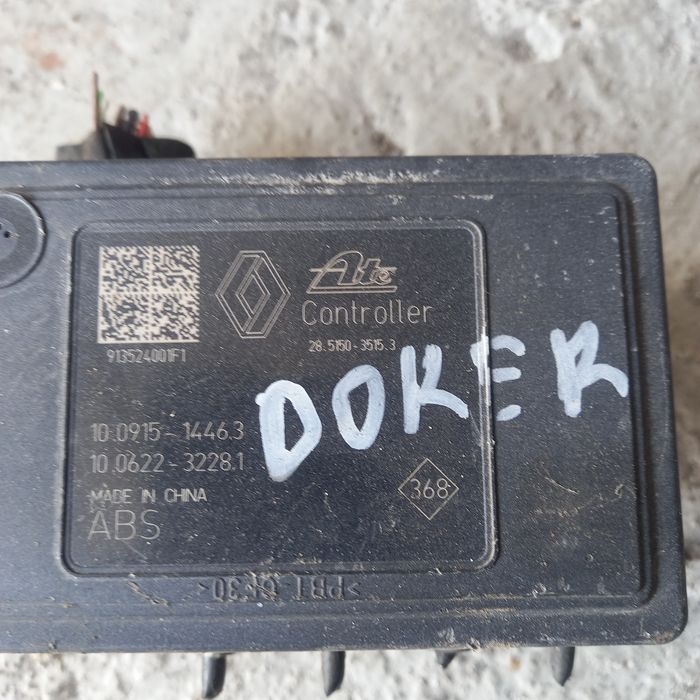 Ate
Controller
28.5150-3515.3
913524001F1
DOKER
10.0915-1446.3
10.0622-3228.1
MADE IN CHINA
368
ABS
>PBT GF30<